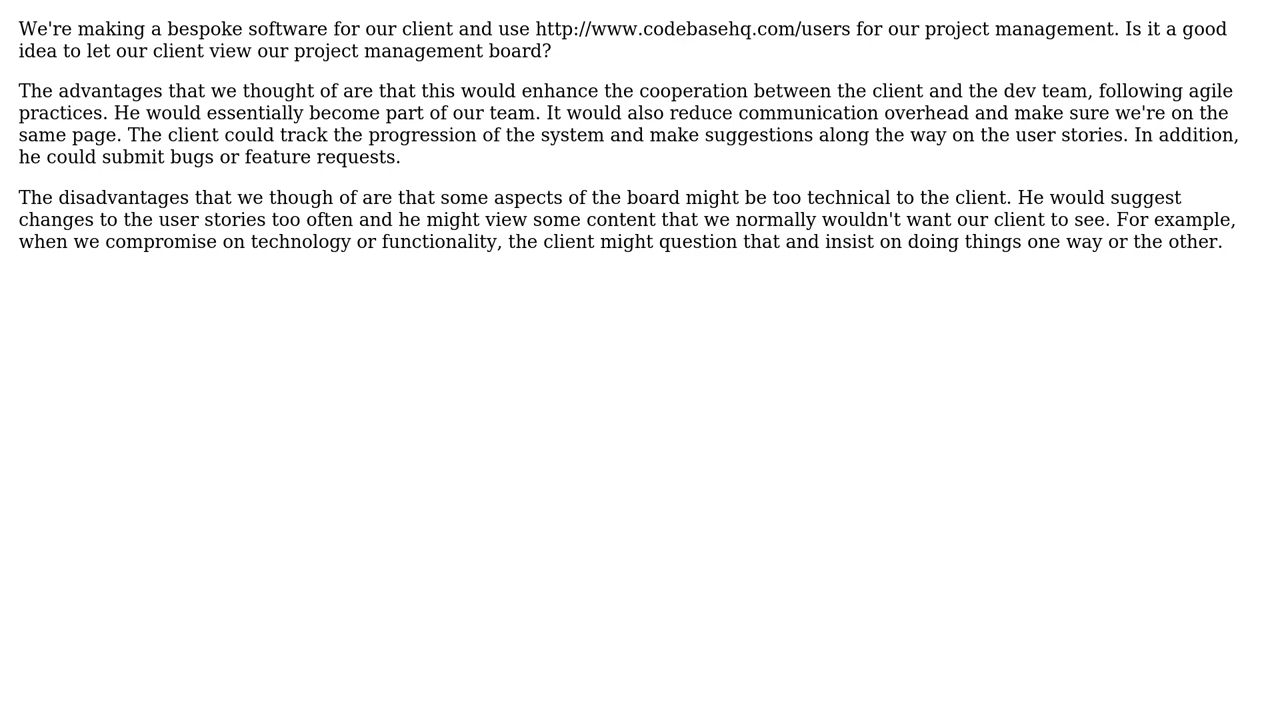 We're making a bespoke software for our client and use http://www.codebasehq.com/users for our project management. Is it a good
idea to let our client view our project management board?
The advantages that we thought of are that this would enhance the cooperation between the client and the dev team, following agile
practices. He would essentially become part of our team. It would also reduce communication overhead and make sure we're on the
same page. The client could track the progression of the system and make suggestions along the way on the user stories. In addition,
he could submit bugs or feature requests.
The disadvantages that we though of are that some aspects of the board might be too technical to the client. He would suggest
changes to the user stories too often and he might view some content that we normally wouldn't want our client to see. For example,
when we compromise on technology or functionality, the client might question that and insist on doing things one way or the other.